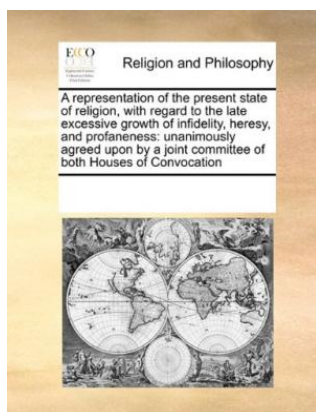 ECCO
Religion and Philosophy
A representation of the present state
of religion, with regard to the late
excessive growth of infidelity, heresy,
and profaneness: unanimously
agreed upon by a joint committee of
both Houses of Convocation